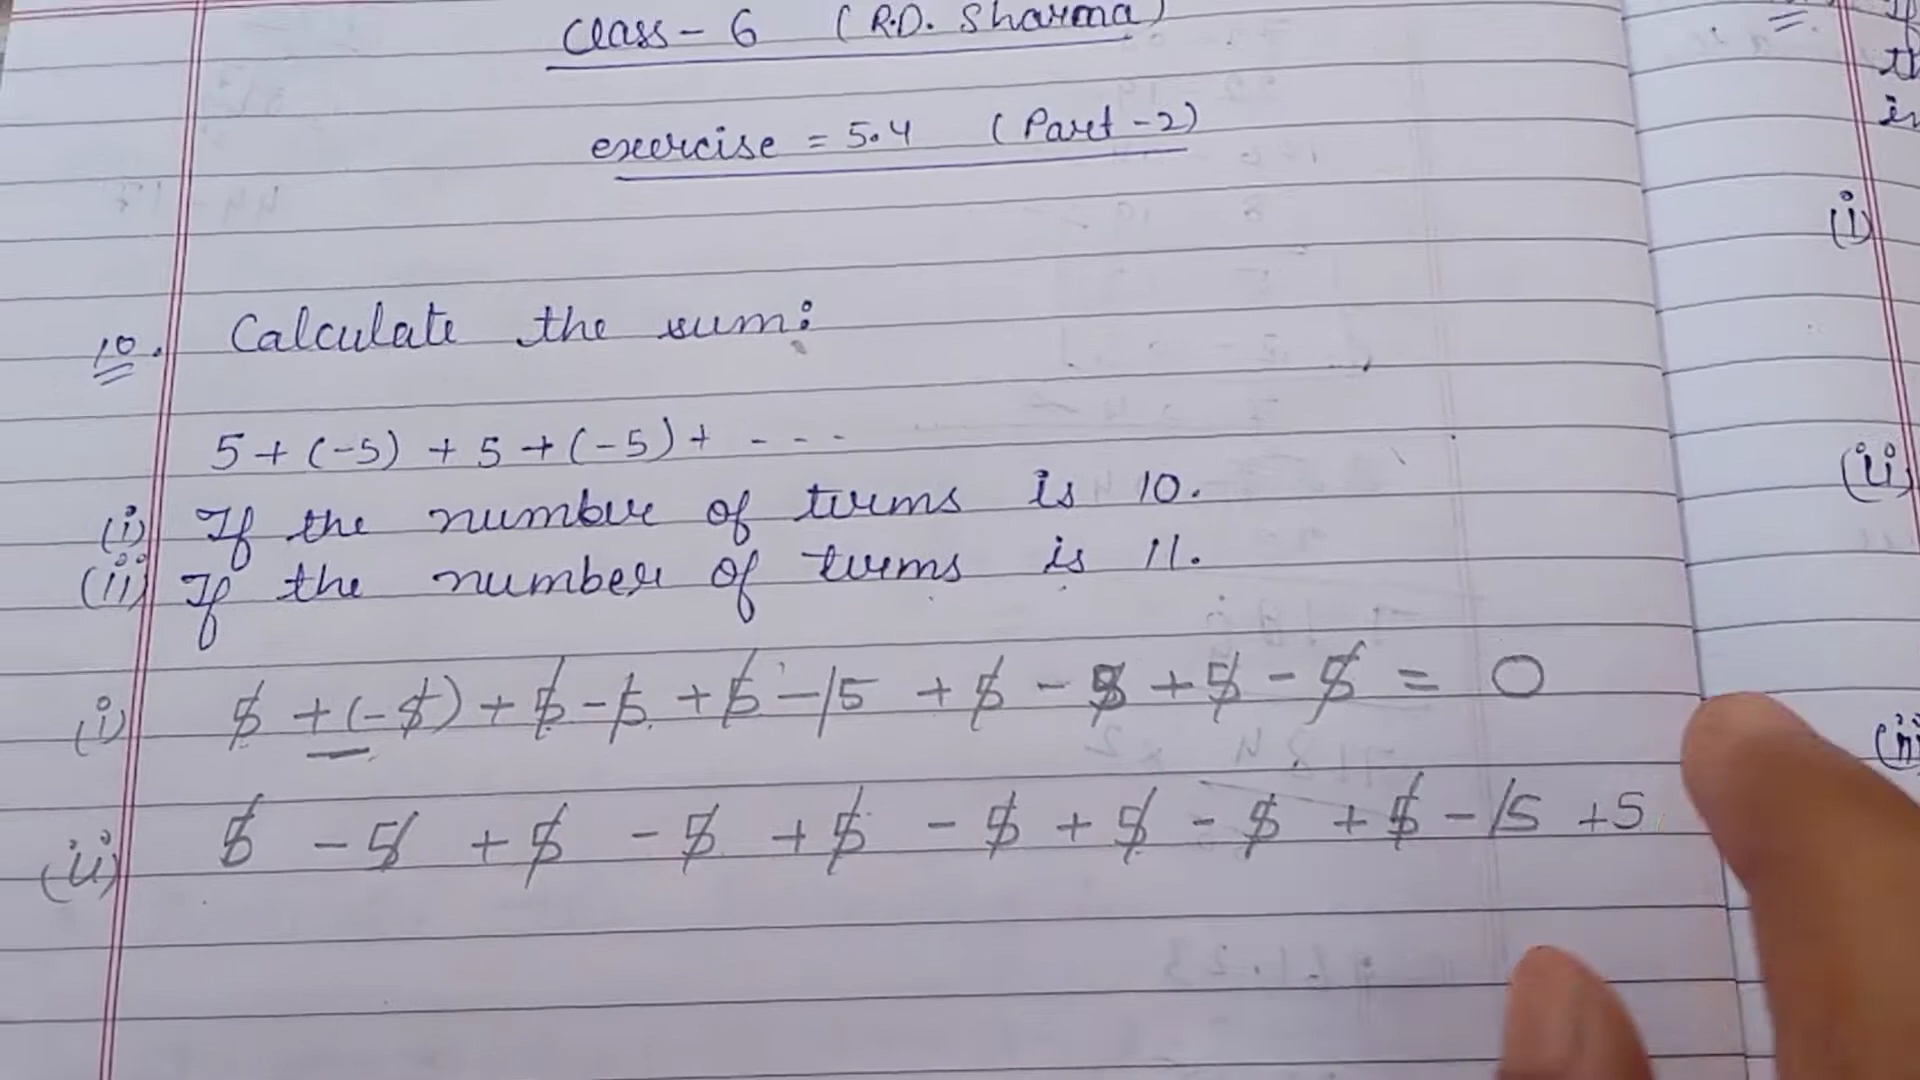 Class - 6 (R.D. Sharma)
exercise = 5.4 (Part - 2)
10. Calculate the sum:
5 + (-5) + 5 + (-5) + - - -
(i) If the number of terms is 10.
(ii) If the number of terms is 11.
(i) 5 + (-5) + 5 - 5 + 5 - 5 + 5 - 5 + 5 - 5 = 0
(ii) 5 - 5 + 5 - 5 + 5 - 5 + 5 - 5 + 5 - 5 + 5
(i)
(ii)